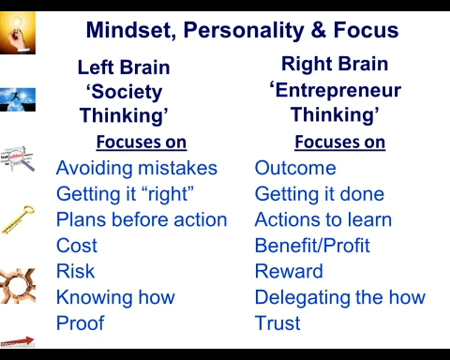 Mindset, Personality & Focus
Left Brain
‘Society
Thinking’
Focuses on
Avoiding mistakes
Getting it “right”
Plans before action
Cost
Risk
Knowing how
Proof
Right Brain
‘Entrepreneur
Thinking’
Focuses on
Outcome
Getting it done
Actions to learn
Benefit/Profit
Reward
Delegating the how
Trust